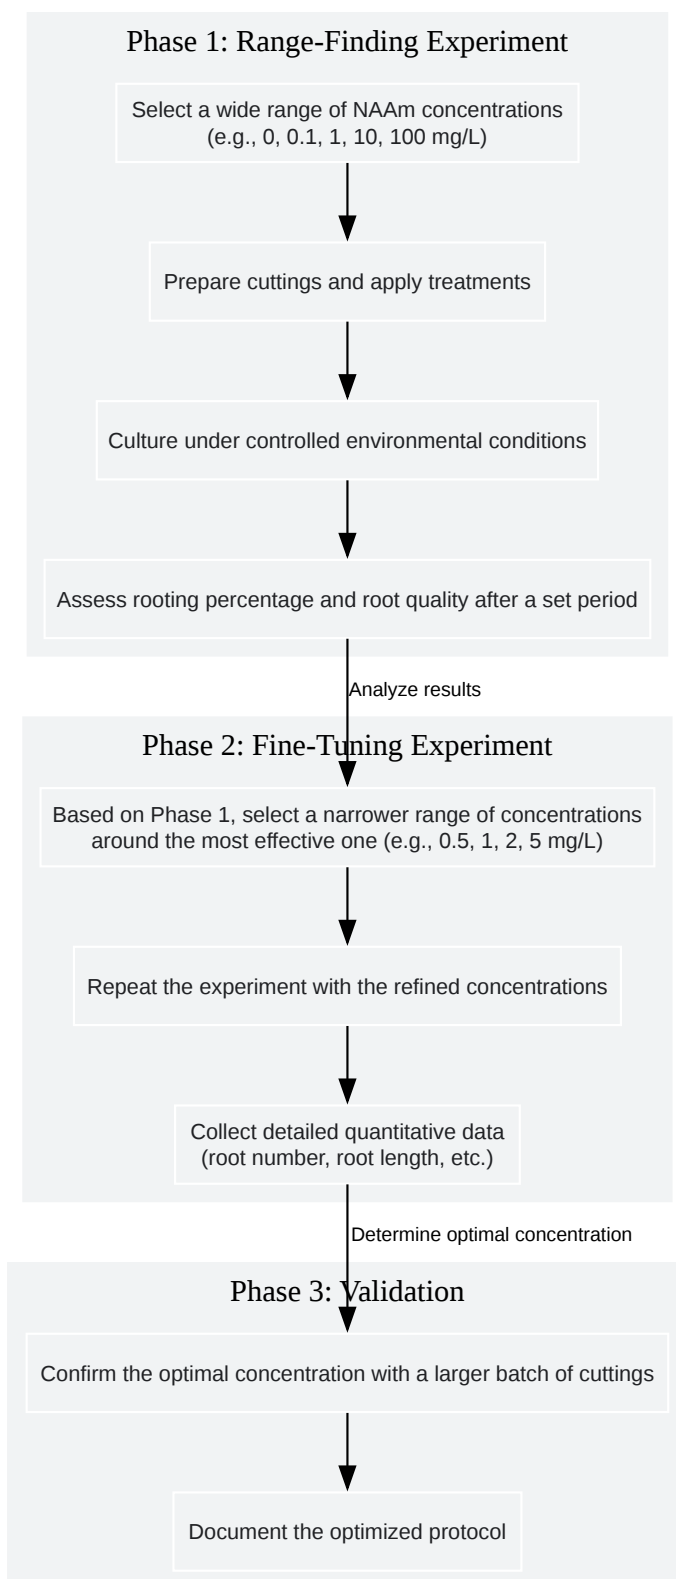 Phase 1: Range-Finding Experiment
Select a wide range of NAAm concentrations
(e.g., 0, 0.1, 1, 10, 100 mg/L)
Prepare cuttings and apply treatments
Culture under controlled environmental conditions
Assess rooting percentage and root quality after a set period
Analyze results
Phase 2: Fine-Tuning Experiment
Based on Phase 1, select a narrower range of concentrations
around the most effective one (e.g., 0.5, 1, 2, 5 mg/L)
Repeat the experiment with the refined concentrations
Collect detailed quantitative data
(root number, root length, etc.)
Determine optimal concentration
Phase 3: Validation
Confirm the optimal concentration with a larger batch of cuttings
Document the optimized protocol